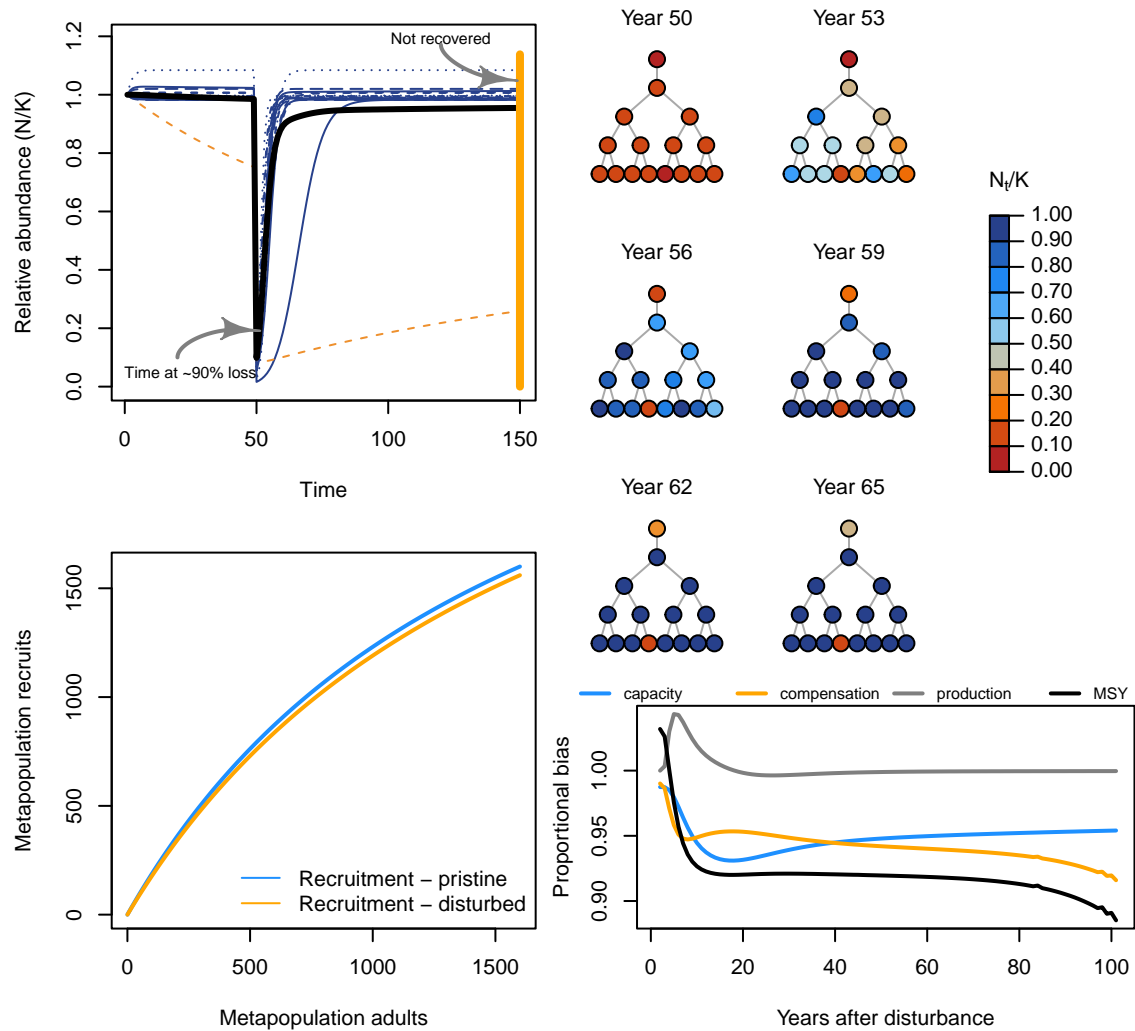 Relative abundance (N/K)
1.2
1.0
0.8
0.6
0.4
0.2
0.0
Not recovered
Time at ~90% loss
0 50 100 150
Time
Year 50 Year 53
Year 56 Year 59
Year 62 Year 65
Nt/K
1.00
0.90
0.80
0.70
0.60
0.50
0.40
0.30
0.20
0.10
0.00
Metapopulation recruits
1500
1000
500
0
Recruitment − pristine
Recruitment − disturbed
0 500 1000 1500
Metapopulation adults
capacity compensation production MSY
Proportional bias
1.00
0.95
0.90
0 20 40 60 80 100
Years after disturbance